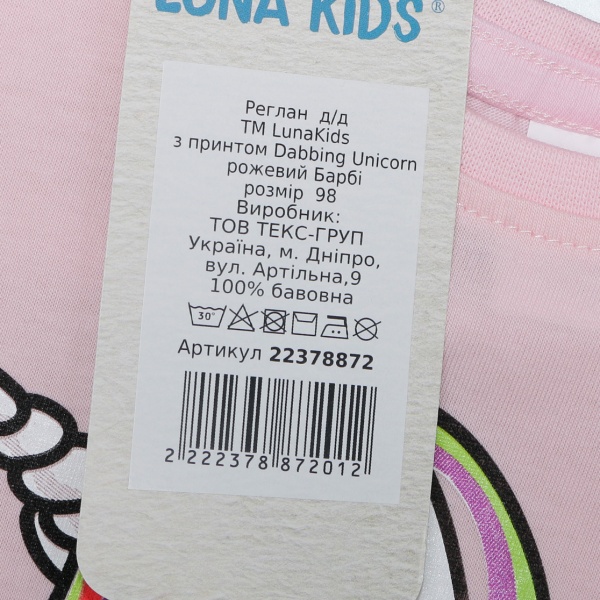 LUNA KIDS®
Реглан д/д
ТМ LunaKids
з принтом Dabbing Unicorn
рожевий Барбі
розмір 98
Виробник:
ТОВ ТЕКС-ГРУП
Україна, м. Дніпро,
вул. Артільна,9
100% бавовна
30°
Артикул 22378872
2 222378 872012